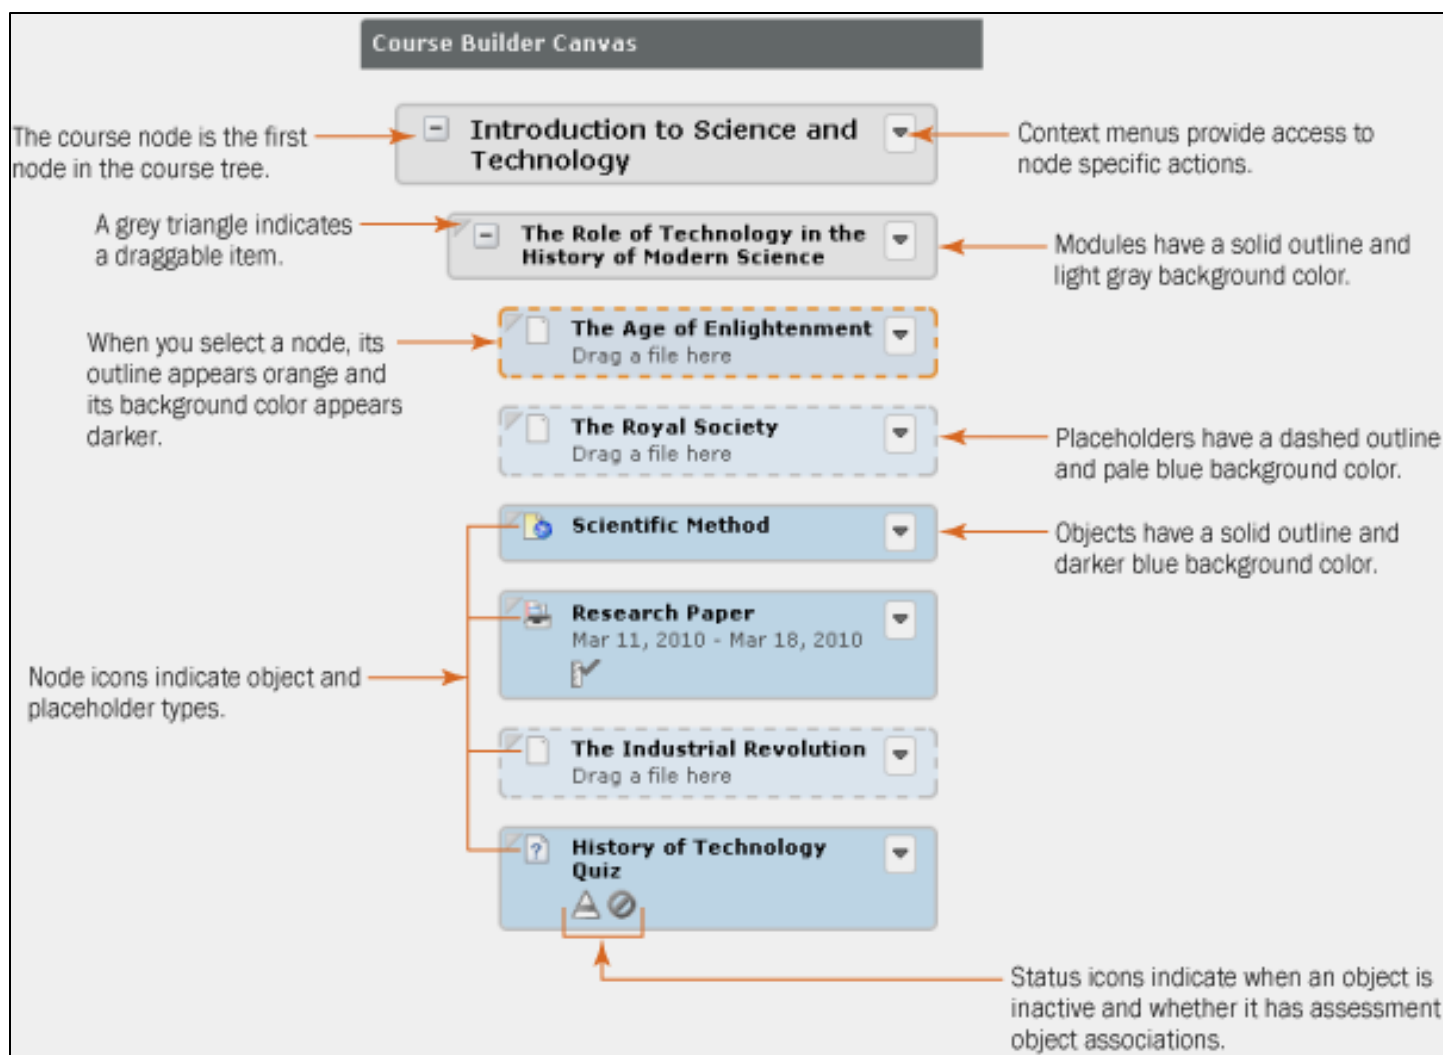 Course Builder Canvas
The course node is the first
node in the course tree.
Introduction to Science and
Technology
Context menus provide access to
node specific actions.
A grey triangle indicates
a draggable item.
The Role of Technology in the
History of Modern Science
Modules have a solid outline and
light gray background color.
When you select a node, its
outline appears orange and
its background color appears
darker.
The Age of Enlightenment
Drag a file here
The Royal Society
Drag a file here
Placeholders have a dashed outline
and pale blue background color.
Scientific Method
Objects have a solid outline and
darker blue background color.
Research Paper
Mar 11, 2010 - Mar 18, 2010
Node icons indicate object and
placeholder types.
The Industrial Revolution
Drag a file here
History of Technology
Quiz
Status icons indicate when an object is
inactive and whether it has assessment
object associations.